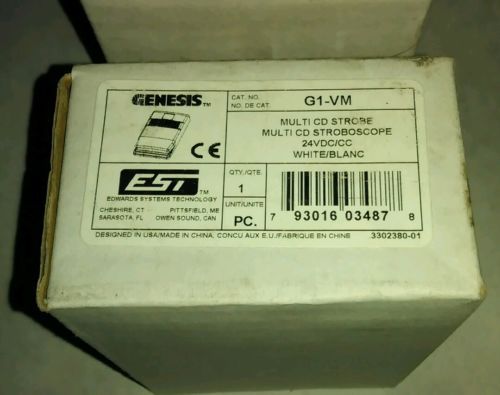 GENESIS™
CAT. NO.
NO. DE CAT.
G1-VM
MULTI CD STROBE
MULTI CD STROBOSCOPE
24VDC/CC
WHITE/BLANC
CE
EST™
EDWARDS SYSTEMS TECHNOLOGY
CHESHIRE, CT PITTSFIELD, ME
SARASOTA, FL OWEN SOUND, CAN
QTY./QTE.
1
UNIT/UNITE
PC.
7 93016 03487 8
DESIGNED IN USA/MADE IN CHINA, CONCU AUX E.U./FABRIQUE EN CHINE
3302380-01